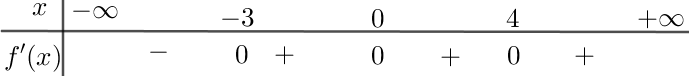 x −∞ −3 0 4 +∞
f′(x) − 0 + 0 + 0 +